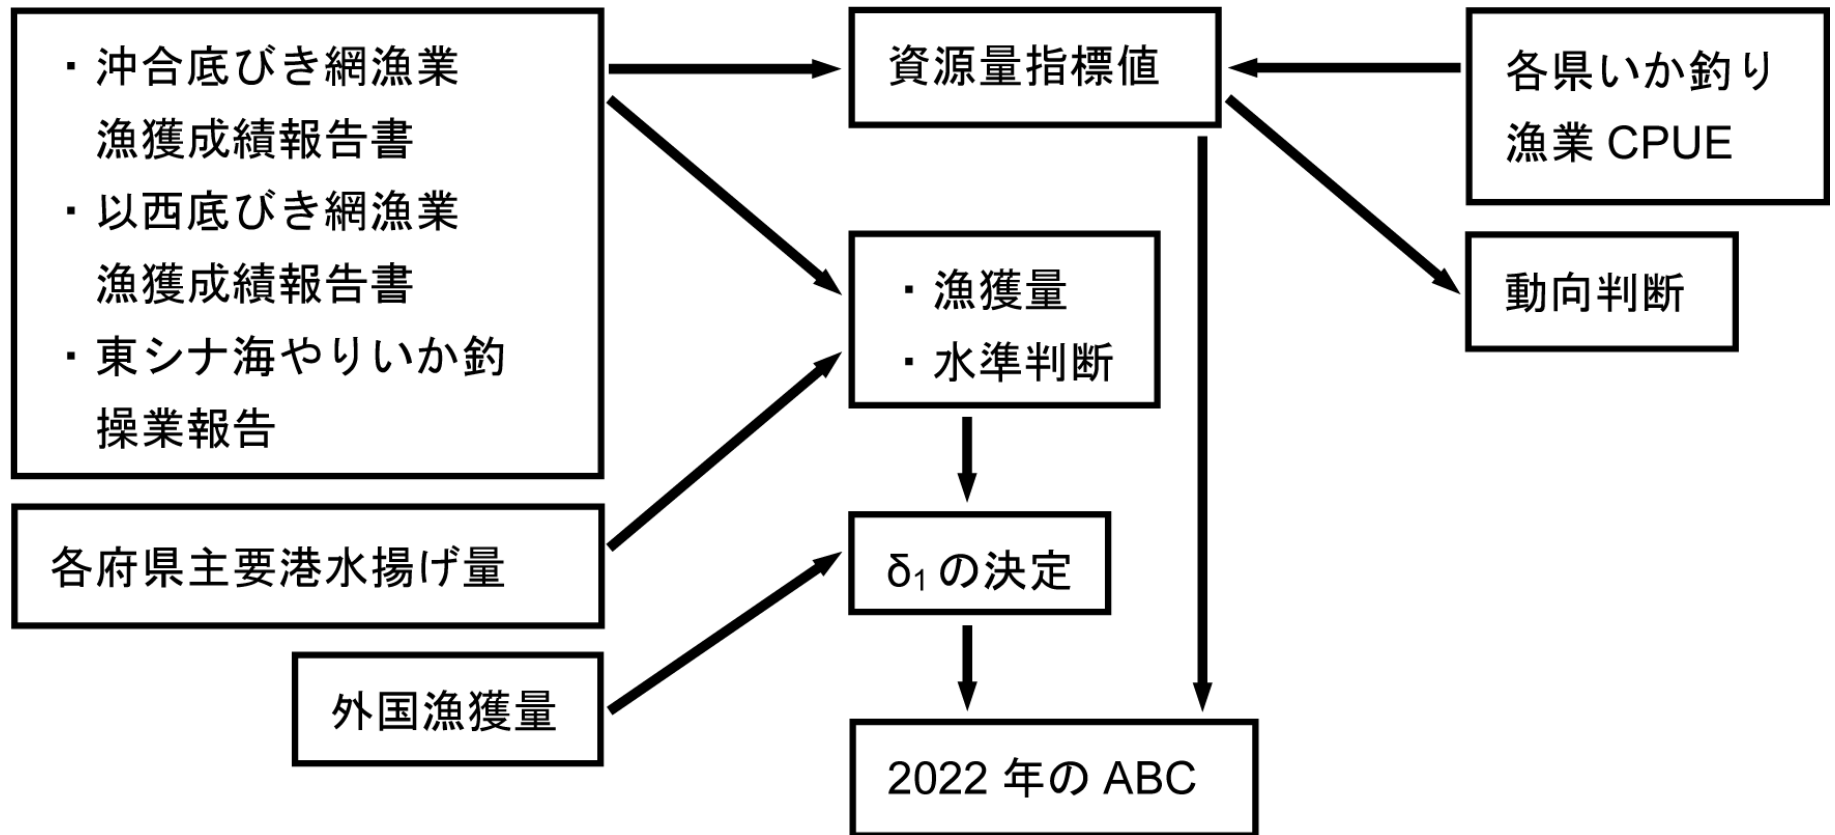 ・沖合底びき網漁業
漁獲成績報告書
・以西底びき網漁業
漁獲成績報告書
・東シナ海やりいか釣
操業報告
各府県主要港水揚げ量
外国漁獲量
資源量指標値
・漁獲量
・水準判断
δ₁の決定
2022 年の ABC
各県いか釣り
漁業 CPUE
動向判断